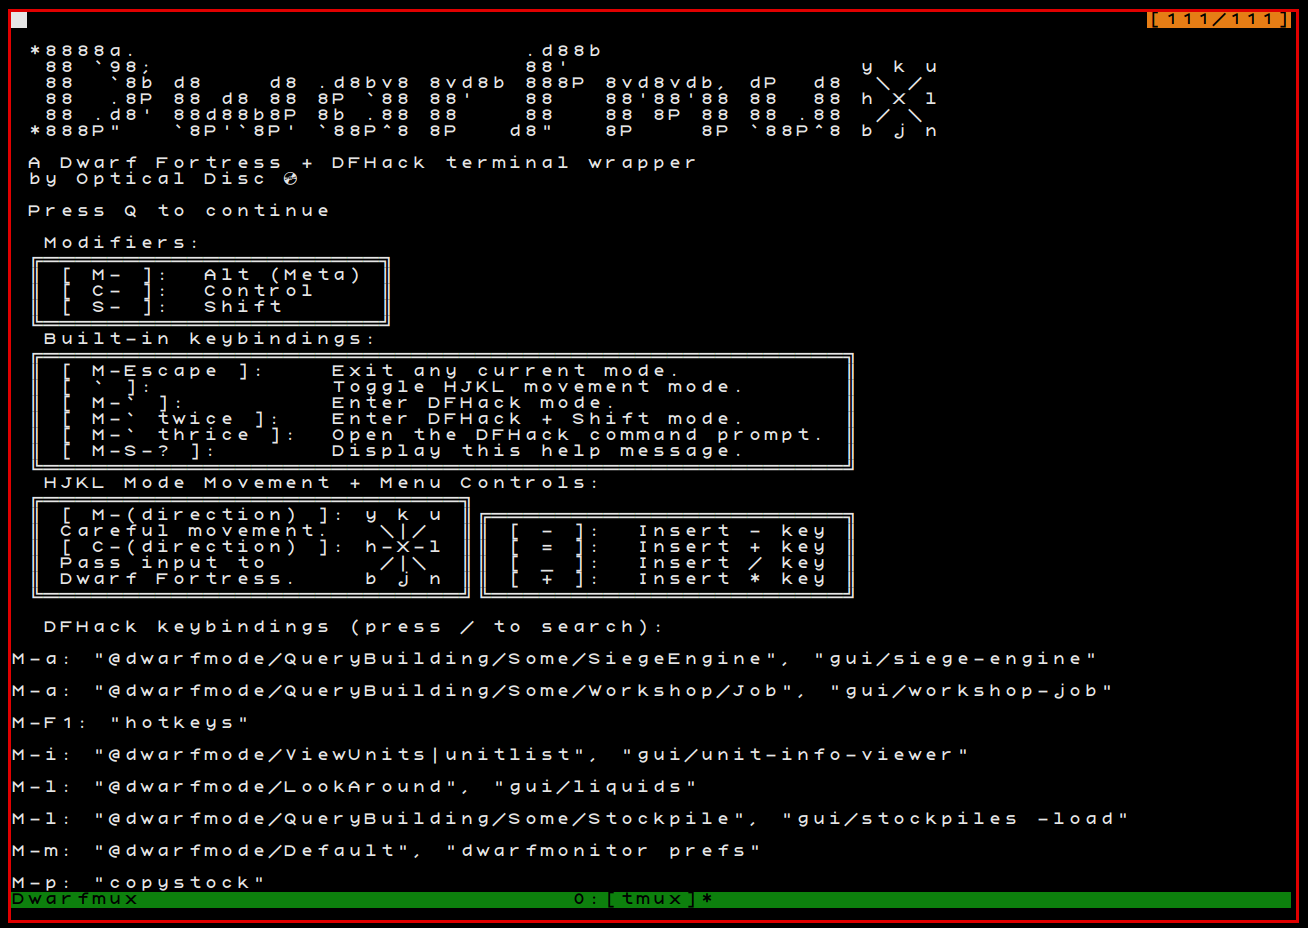 [111/111]
*8888a.                        .d88b
 88 `98;                       88'                  y k u
 88   `8b d8    d8 .d8bv8 8vd8b 888P 8vd8vdb, dP  d8  \ /
 88   .8P 88 d8 88 8P `88 88'   88   88'88'88 88  88 h X l
 88 .d8' 88d88b8P 8b .88 88    88   88 8P 88 88 .88  / \
*888P"   `8P'`8P' `88P^8 8P   d8"   8P    8P `88P^8 b j n
A Dwarf Fortress + DFHack terminal wrapper
by Optical Disc 💿
Press Q to continue
Modifiers:
[ M- ]: Alt (Meta)
[ C- ]: Control
[ S- ]: Shift
Built-in keybindings:
[ M-Escape ]: Exit any current mode.
[ ` ]: Toggle HJKL movement mode.
[ M-` ]: Enter DFHack mode.
[ M-` twice ]: Enter DFHack + Shift mode.
[ M-` thrice ]: Open the DFHack command prompt.
[ M-S-? ]: Display this help message.
HJKL Mode Movement + Menu Controls:
[ M-(direction) ]: y k u
Careful movement. \|/
[ C-(direction) ]: h-X-l
Pass input to /|\
Dwarf Fortress. b j n
[ - ]: Insert - key
[ = ]: Insert + key
[ _ ]: Insert / key
[ + ]: Insert * key
DFHack keybindings (press / to search):
M-a: "@dwarfmode/QueryBuilding/Some/SiegeEngine", "gui/siege-engine"
M-a: "@dwarfmode/QueryBuilding/Some/Workshop/Job", "gui/workshop-job"
M-F1: "hotkeys"
M-i: "@dwarfmode/ViewUnits|unitlist", "gui/unit-info-viewer"
M-l: "@dwarfmode/LookAround", "gui/liquids"
M-l: "@dwarfmode/QueryBuilding/Some/Stockpile", "gui/stockpiles -load"
M-m: "@dwarfmode/Default", "dwarfmonitor prefs"
M-p: "copystock"
Dwarfmux 0:[tmux]*